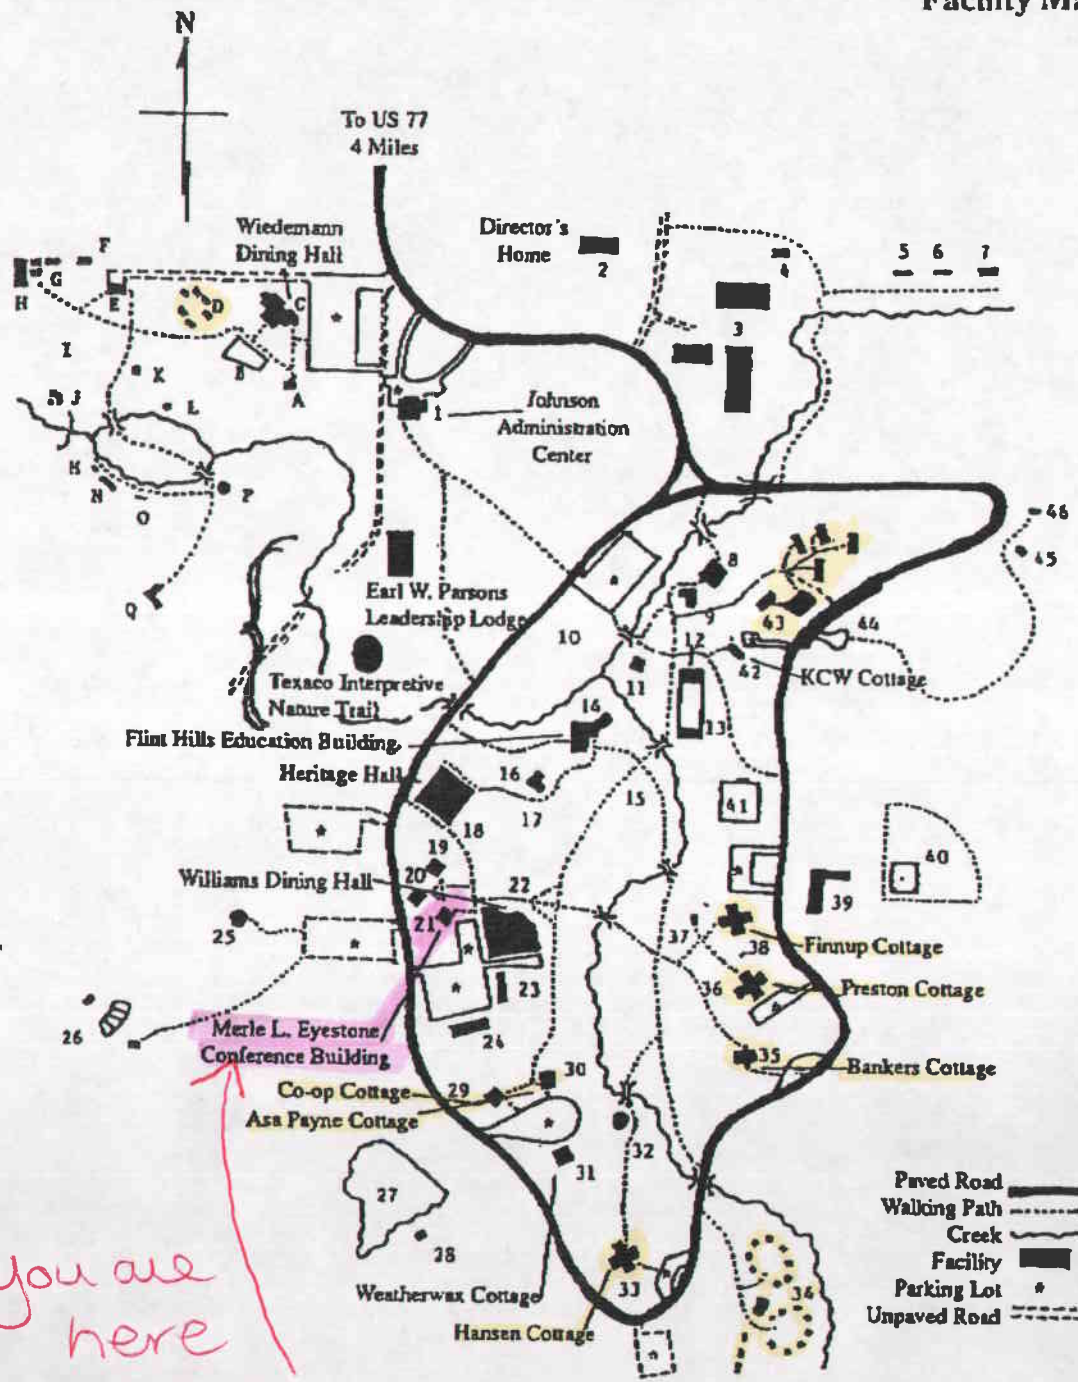 Facility Ma
N
To US 77
4 Miles
Wiedemann
Dining Hall
Director's
Home
2
4
5 6 7
F
G
H
E
D
C
3
I
K
B
A
J
L
1
Johnson
Administration
Center
N
O
P
Q
46
45
8
9
43
44
Earl W. Parsons
Leadership Lodge
10
12
11
42
KCW Cottage
Texaco Interpretive
Nature Trail
14
13
Flint Hills Education Building
Heritage Hall
16
15
17
18
41
19
20
40
Williams Dining Hall
22
39
21
25
37
38
Finnup Cottage
23
36
Preston Cottage
26
Merle L. Eyestone
Conference Building
24
35
Bankers Cottage
30
Co-op Cottage
29
Asa Payne Cottage
31
32
27
28
Weatherwax Cottage
33
34
Hansen Cottage
Paved Road
Walking Path
Creek
Facility
Parking Lot *
Unpaved Road
you are
here